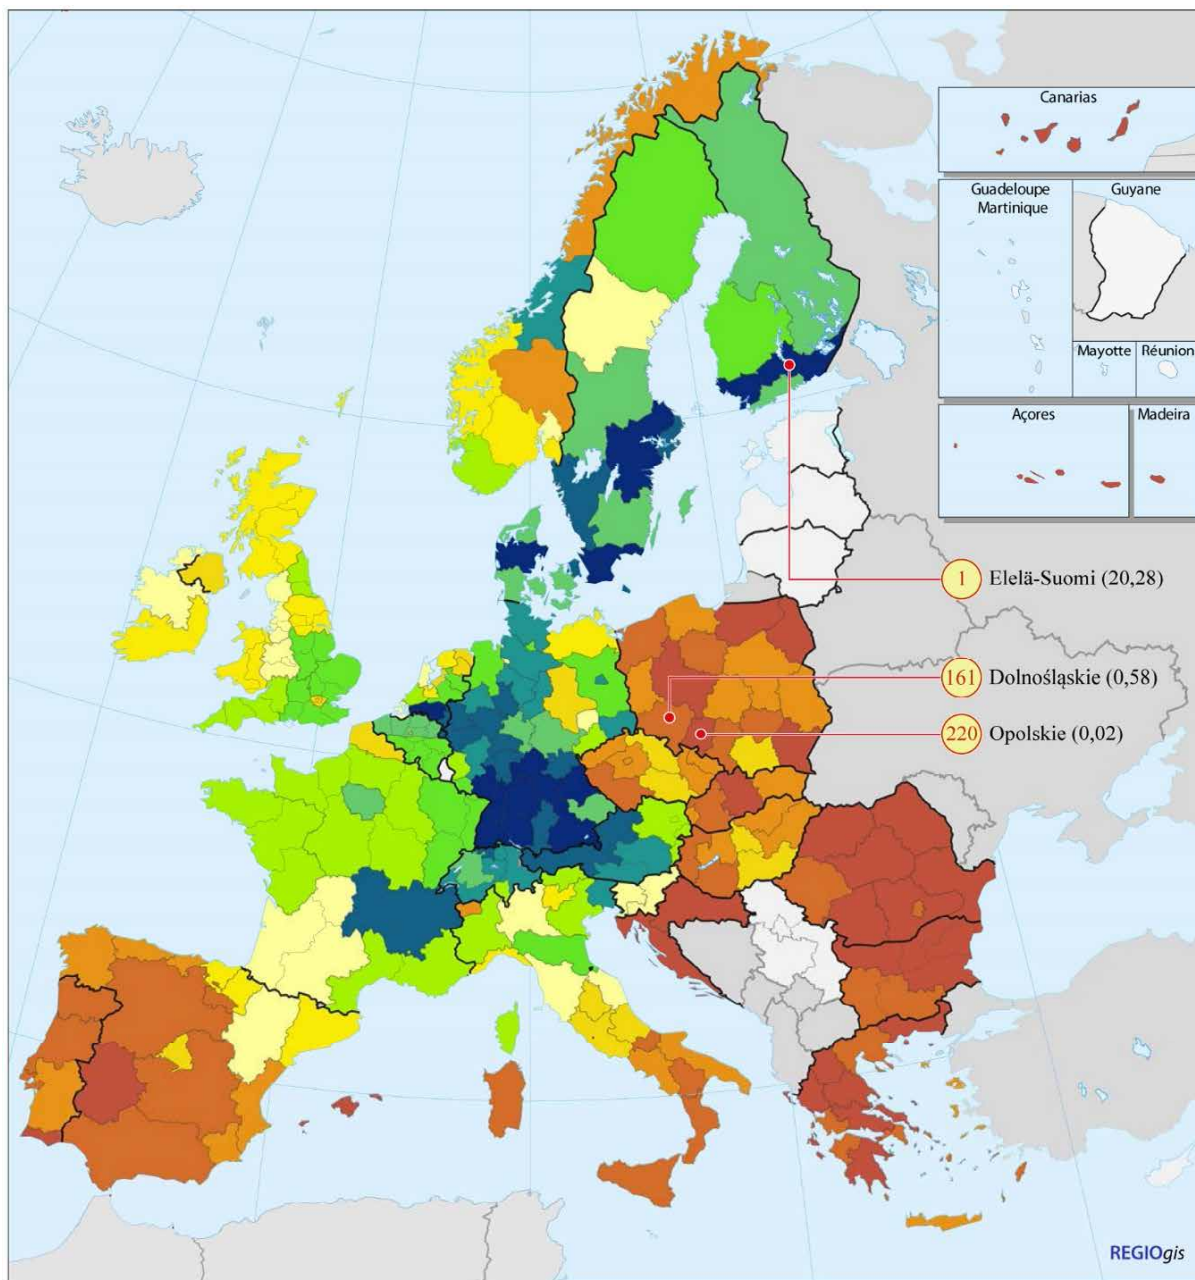 Canarias
Guadeloupe
Martinique
Guyane
Mayotte
Réunion
Açores
Madeira
1 Elelä-Suomi (20,28)
161 Dolnośląskie (0,58)
220 Opolskie (0,02)
REGIOgis